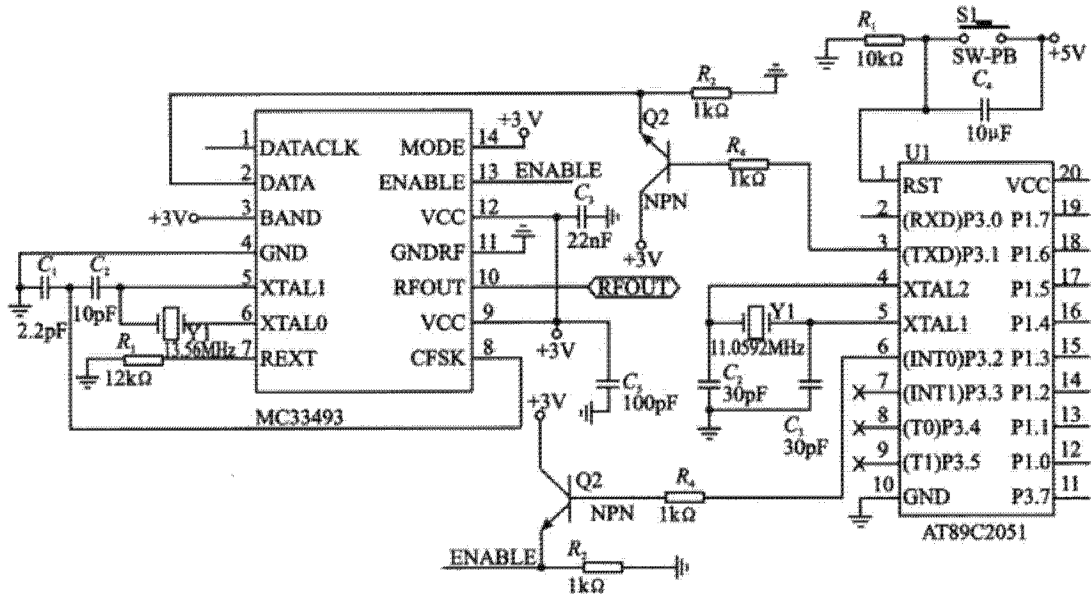 S1
R₁
10kΩ
SW-PB
+5V
C₄
10μF
R₂
1kΩ
Q2
NPN
+3V
R₄
1kΩ
U1
1 RST VCC 20
2 (RXD)P3.0 P1.7 19
3 (TXD)P3.1 P1.6 18
4 XTAL2 P1.5 17
5 XTAL1 P1.4 16
6 (INT0)P3.2 P1.3 15
7 (INT1)P3.3 P1.2 14
8 (T0)P3.4 P1.1 13
9 (T1)P3.5 P1.0 12
10 GND P3.7 11
AT89C2051
1 DATACLK MODE 14 +3 V
2 DATA ENABLE 13 ENABLE
+3V 3 BAND VCC 12
4 GND GNDRF 11
5 XTAL1 RFOUT 10 RFOUT
6 XTAL0 VCC 9
7 REXT CFSK 8
MC33493
C₃
22nF
C₁
2.2pF
C₂
10pF
Y1
13.56MHz
R₁
12kΩ
+3V
100pF
Y1
11.0592MHz
C₂
30pF
30pF
+3V
Q2
NPN
R₄
1kΩ
ENABLE
R₂
1kΩ